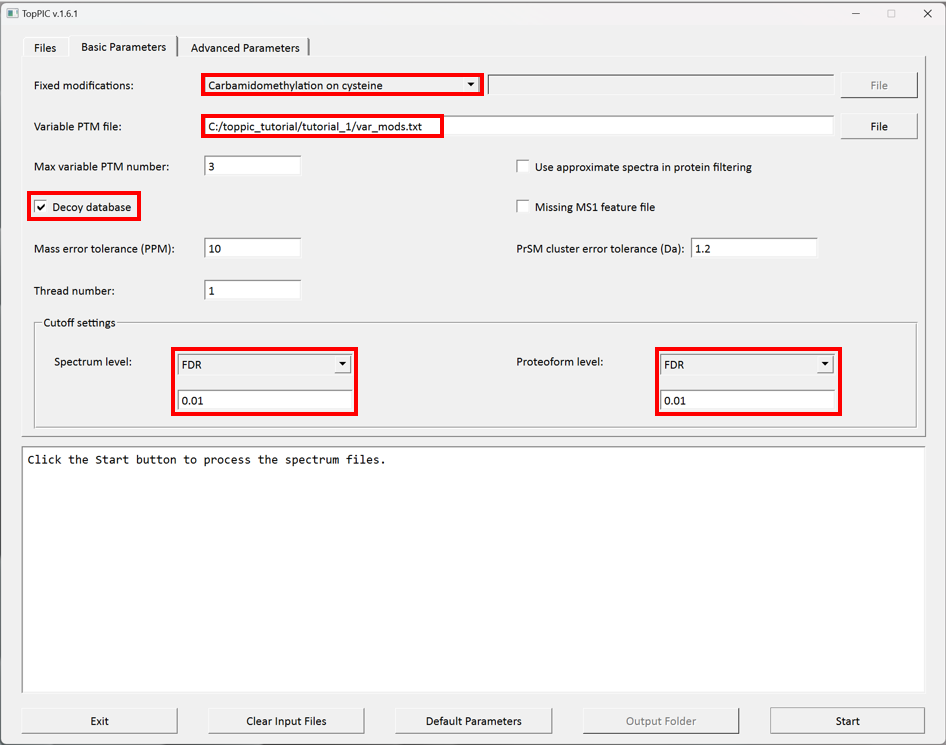 TopPIC v.1.6.1
Files Basic Parameters Advanced Parameters
Fixed modifications: Carbamidomethylation on cysteine File
Variable PTM file: C:/toppic_tutorial/tutorial_1/var_mods.txt File
Max variable PTM number: 3 Use approximate spectra in protein filtering
Decoy database Missing MS1 feature file
Mass error tolerance (PPM): 10 PrSM cluster error tolerance (Da): 1.2
Thread number: 1
Cutoff settings
Spectrum level: FDR Proteoform level: FDR
0.01 0.01
Click the Start button to process the spectrum files.
Exit Clear Input Files Default Parameters Output Folder Start